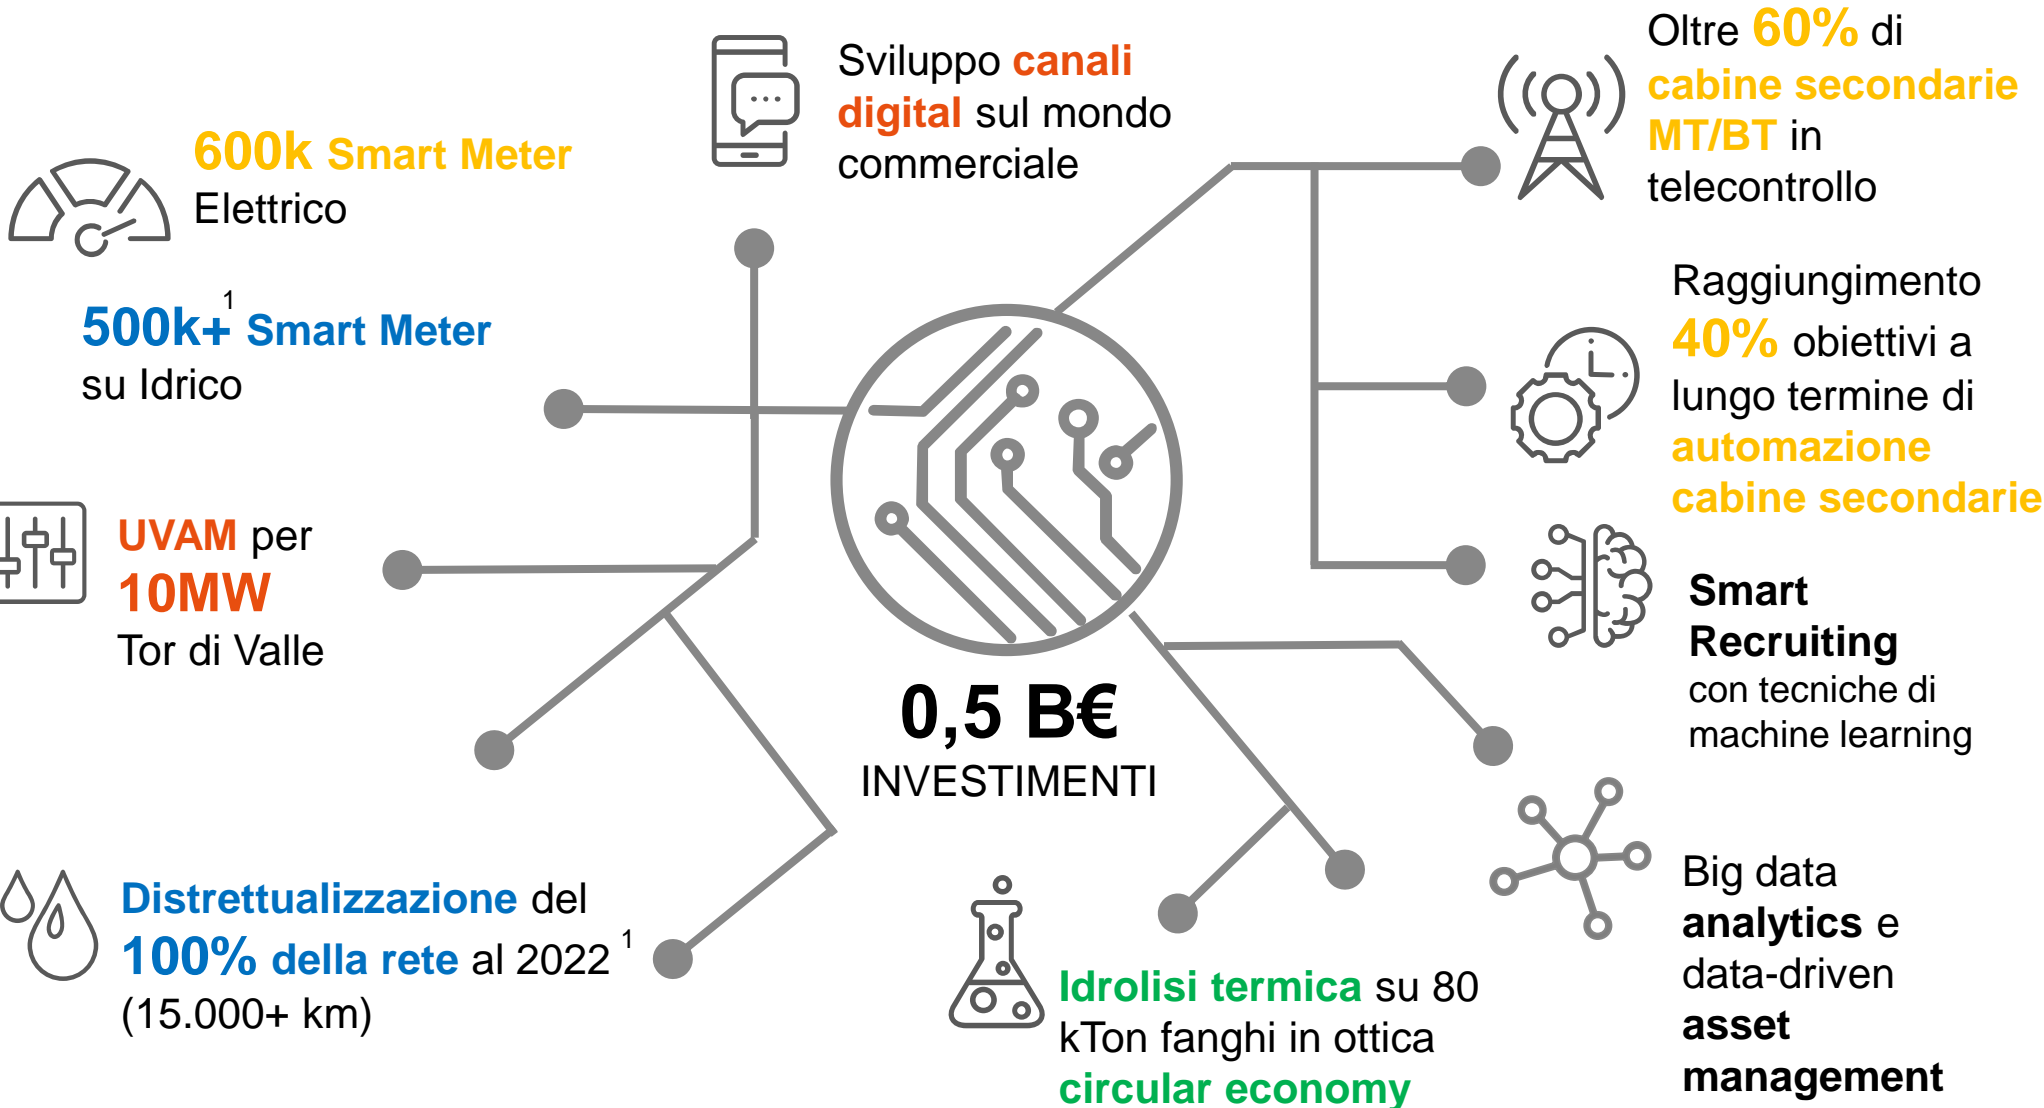 600k Smart Meter
Elettrico
500k+ 1 Smart Meter
su Idrico
UVAM per
10MW
Tor di Valle
Distrettualizzazione del
100% della rete al 2022 1
(15.000+ km)
Sviluppo canali
digital sul mondo
commerciale
0,5 B€
INVESTIMENTI
Idrolisi termica su 80
kTon fanghi in ottica
circular economy
Oltre 60% di
cabine secondarie
MT/BT in
telecontrollo
Raggiungimento
40% obiettivi a
lungo termine di
automazione
cabine secondarie
Smart
Recruiting
con tecniche di
machine learning
Big data
analytics e
data-driven
asset
management